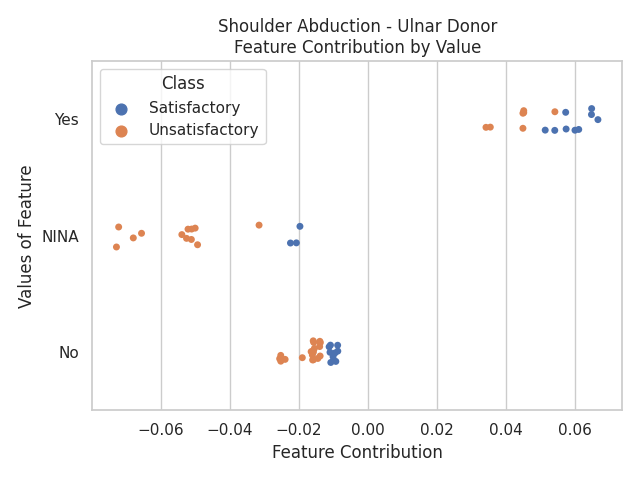 Shoulder Abduction - Ulnar Donor
Feature Contribution by Value
Class
Satisfactory
Unsatisfactory
Values of Feature
Yes
NINA
No
−0.06 −0.04 −0.02 0.00 0.02 0.04 0.06
Feature Contribution